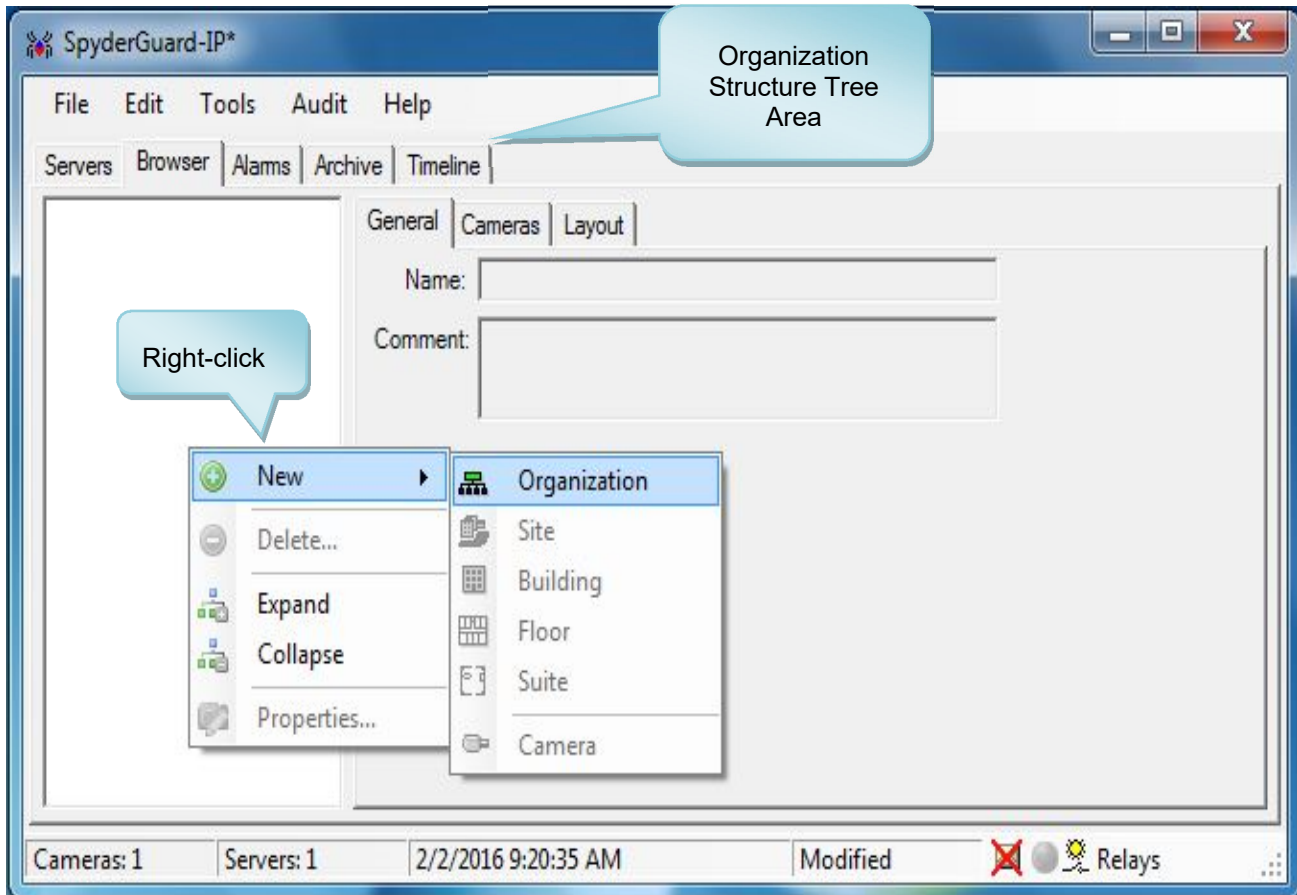 SpyderGuard-IP*
Organization
Structure Tree
Area
File Edit Tools Audit Help
Servers Browser Alarms Archive Timeline
General Cameras Layout
Name:
Comment:
Right-click
New
Delete...
Expand
Collapse
Properties...
Organization
Site
Building
Floor
Suite
Camera
Cameras: 1 Servers: 1 2/2/2016 9:20:35 AM Modified Relays